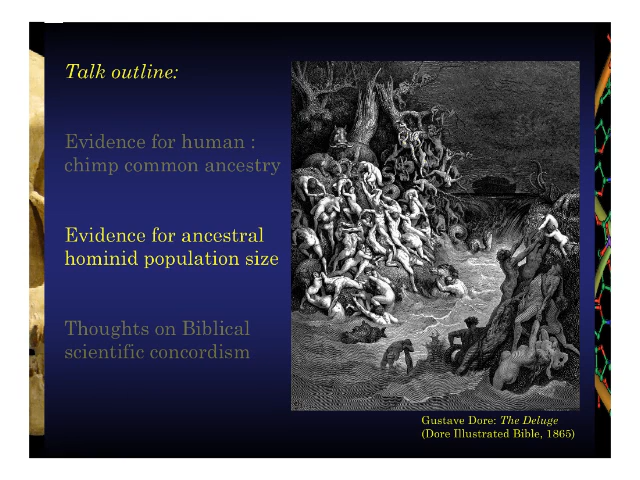 Talk outline:
Evidence for human :
chimp common ancestry
Evidence for ancestral
hominid population size
Thoughts on Biblical
scientific concordism
Gustave Dore: The Deluge
(Dore Illustrated Bible, 1865)